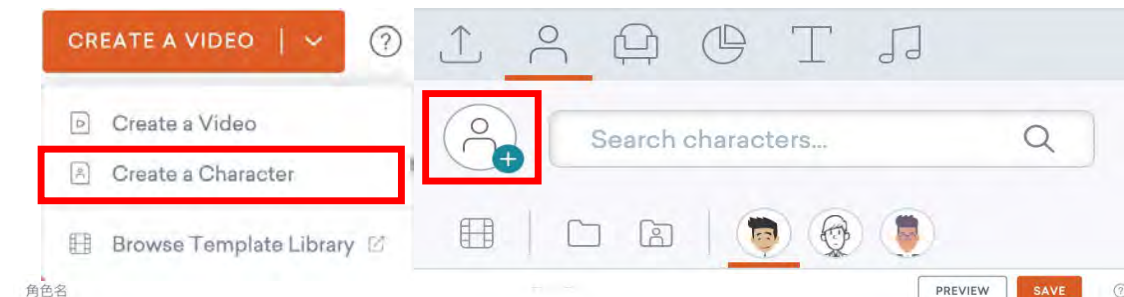 CREATE A VIDEO
Create a Video
Create a Character
Browse Template Library
Search characters...
角色名
PREVIEW
SAVE